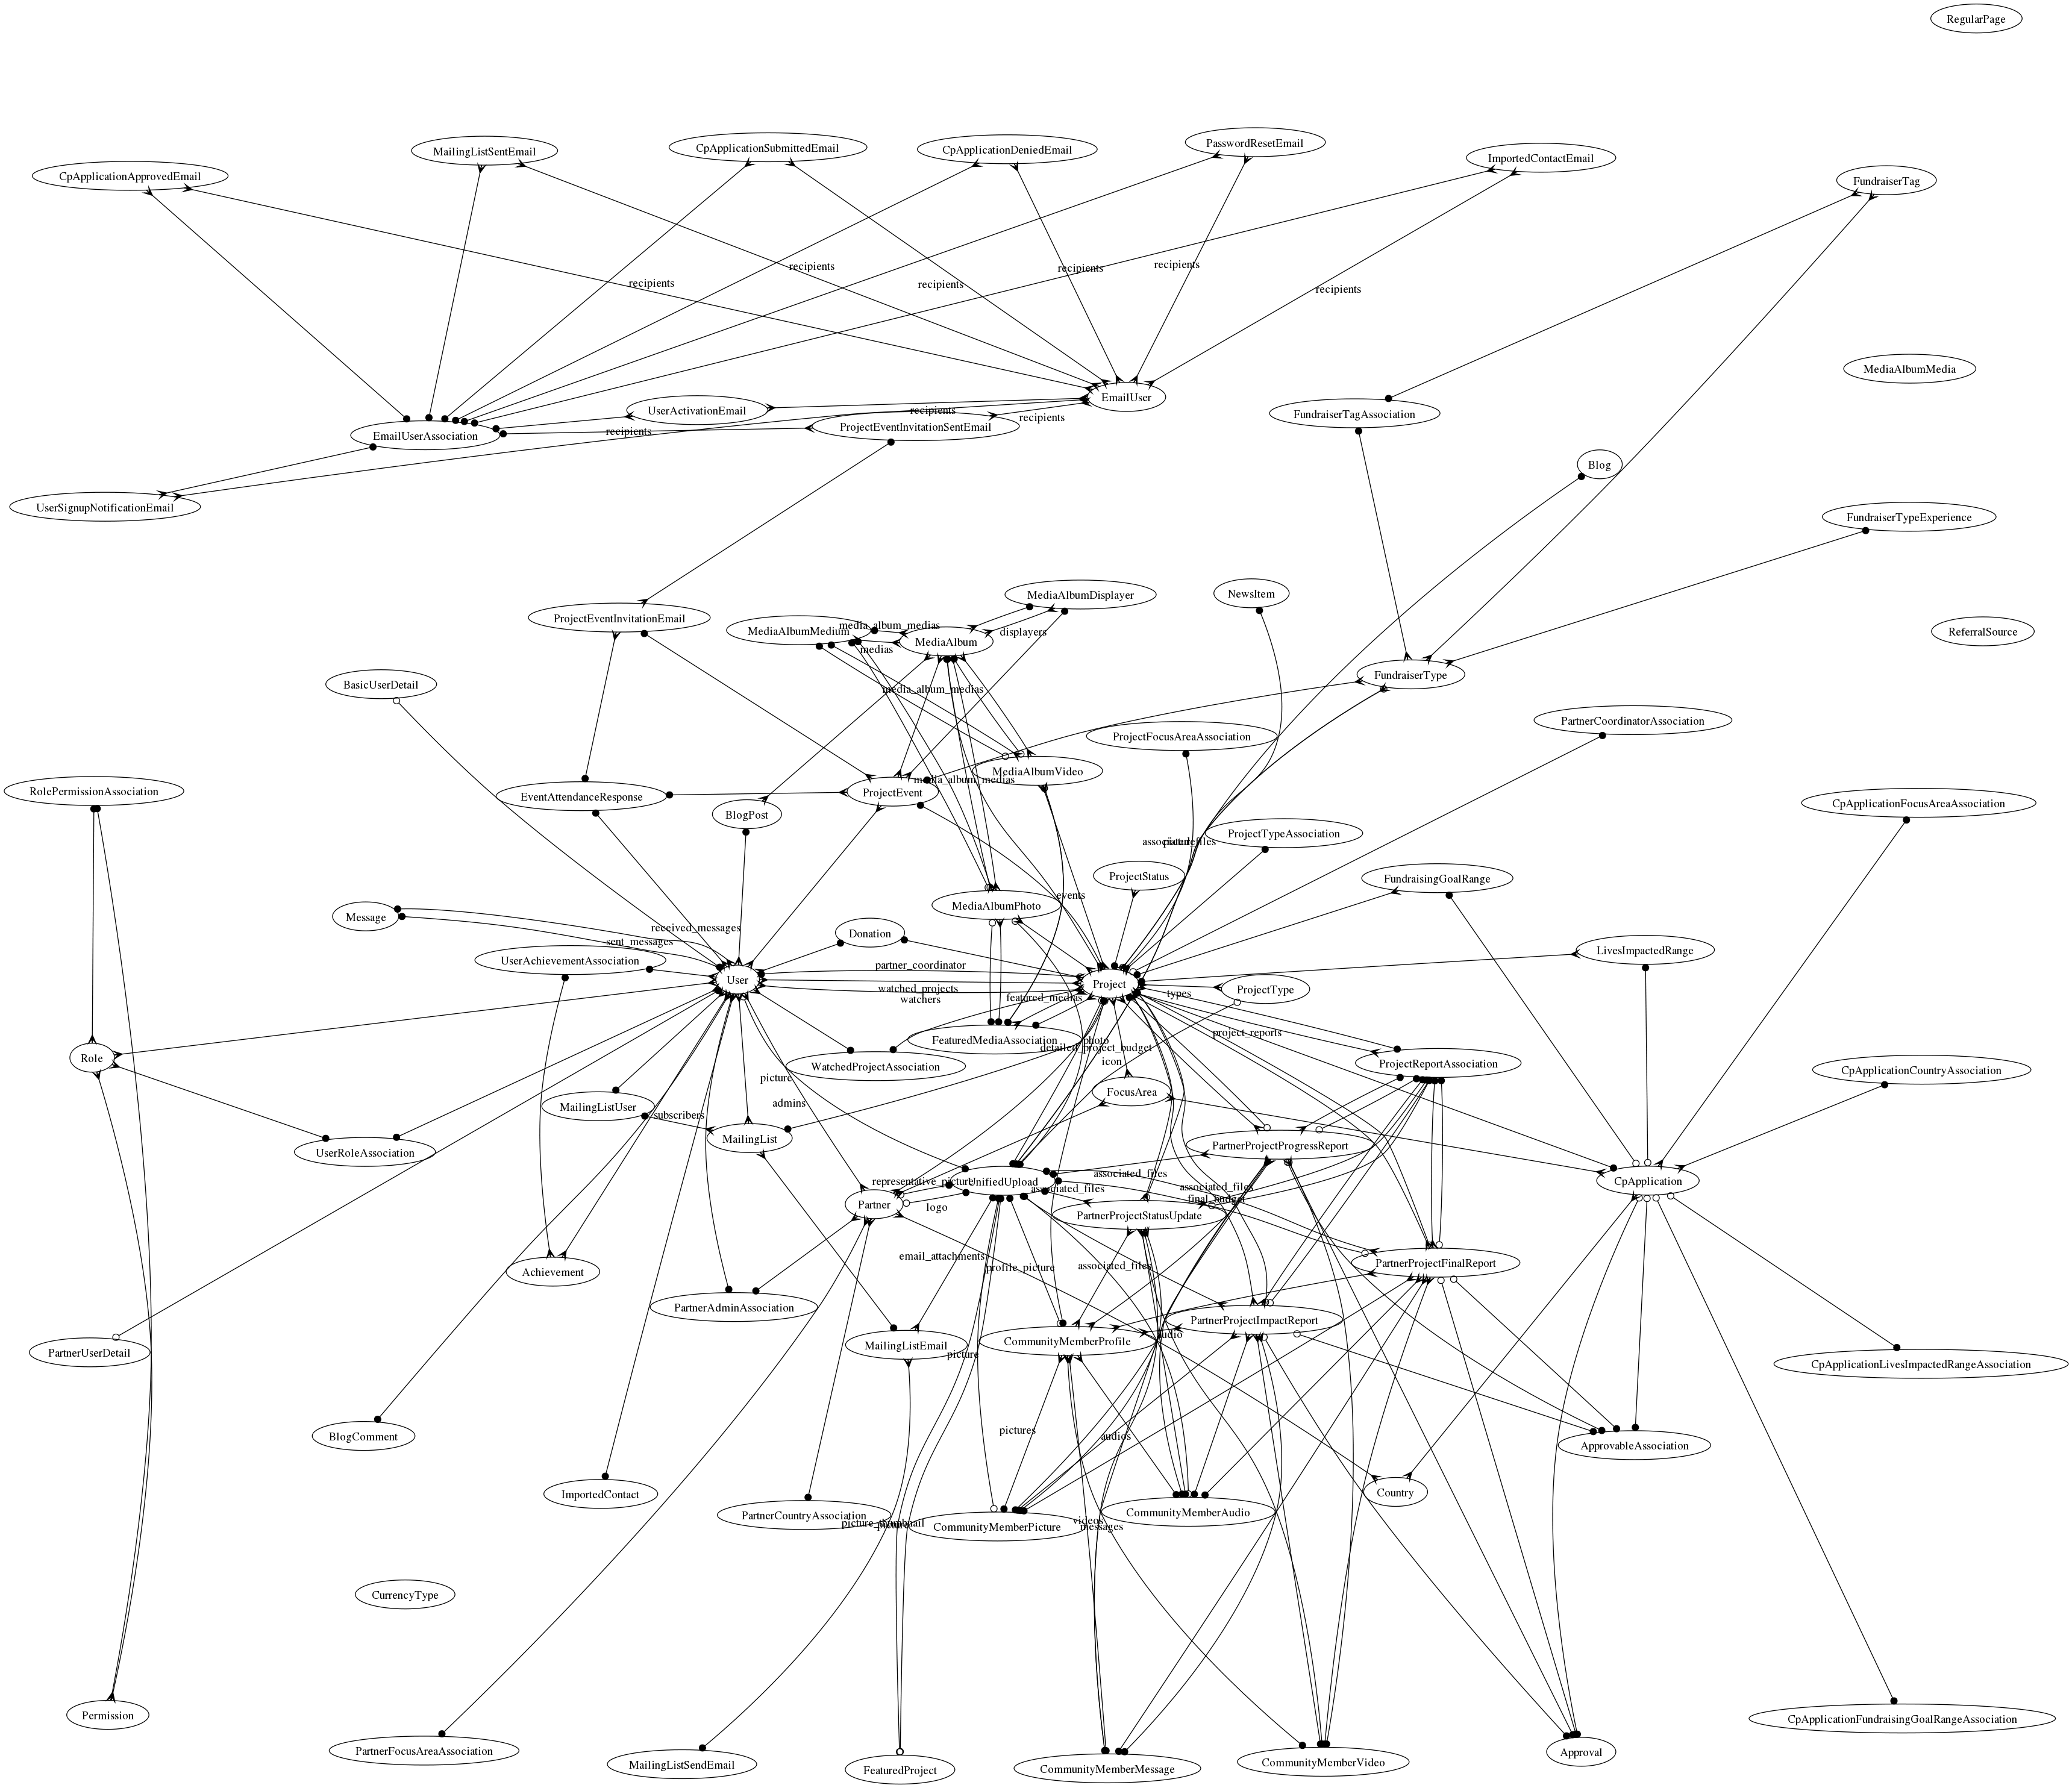 RegularPage
PasswordResetEmail
CpApplicationSubmittedEmail
CpApplicationDeniedEmail
MailingListSentEmail
ImportedContactEmail
CpApplicationApprovedEmail
FundraiserTag
recipients
recipients
recipients
recipients
recipients
recipients
MediaAlbumMedia
EmailUser
UserActivationEmail
recipients
recipients
FundraiserTagAssociation
ProjectEventInvitationSentEmail
EmailUserAssociation
recipients
Blog
UserSignupNotificationEmail
FundraiserTypeExperience
NewsItem
MediaAlbumDisplayer
ProjectEventInvitationEmail
media_album_medias
MediaAlbumMedium
displayers
ReferralSource
MediaAlbum
medias
FundraiserType
BasicUserDetail
media_album_medias
PartnerCoordinatorAssociation
ProjectFocusAreaAssociation
MediaAlbumVideo
media_album_medias
RolePermissionAssociation
ProjectEvent
EventAttendanceResponse
CpApplicationFocusAreaAssociation
BlogPost
ProjectTypeAssociation
associated_files
ProjectStatus
FundraisingGoalRange
events
MediaAlbumPhoto
Message
received_messages
Donation
sent_messages
LivesImpactedRange
UserAchievementAssociation
partner_coordinator
User
Project
watched_projects
ProjectType
types
featured_medias
watchers
project_reports
FeaturedMediaAssociation
photo
detailed_project_budget
Role
icon
ProjectReportAssociation
WatchedProjectAssociation
CpApplicationCountryAssociation
picture
FocusArea
admins
MailingListUser
subscribers
MailingList
PartnerProjectProgressReport
UserRoleAssociation
associated_files
representative_picture
UnifiedUpload
CpApplication
associated_files
associated_files
final_budget
Partner
logo
PartnerProjectStatusUpdate
email_attachments
profile_picture
associated_files
PartnerProjectFinalReport
Achievement
PartnerAdminAssociation
PartnerProjectImpactReport
audio
CommunityMemberProfile
MailingListEmail
PartnerUserDetail
picture
CpApplicationLivesImpactedRangeAssociation
pictures
audios
BlogComment
ApprovableAssociation
Country
ImportedContact
CommunityMemberAudio
PartnerCountryAssociation
picture_thumbnail
picture
CommunityMemberPicture
videos
messages
CurrencyType
Permission
CpApplicationFundraisingGoalRangeAssociation
PartnerFocusAreaAssociation
Approval
CommunityMemberVideo
MailingListSendEmail
FeaturedProject
CommunityMemberMessage